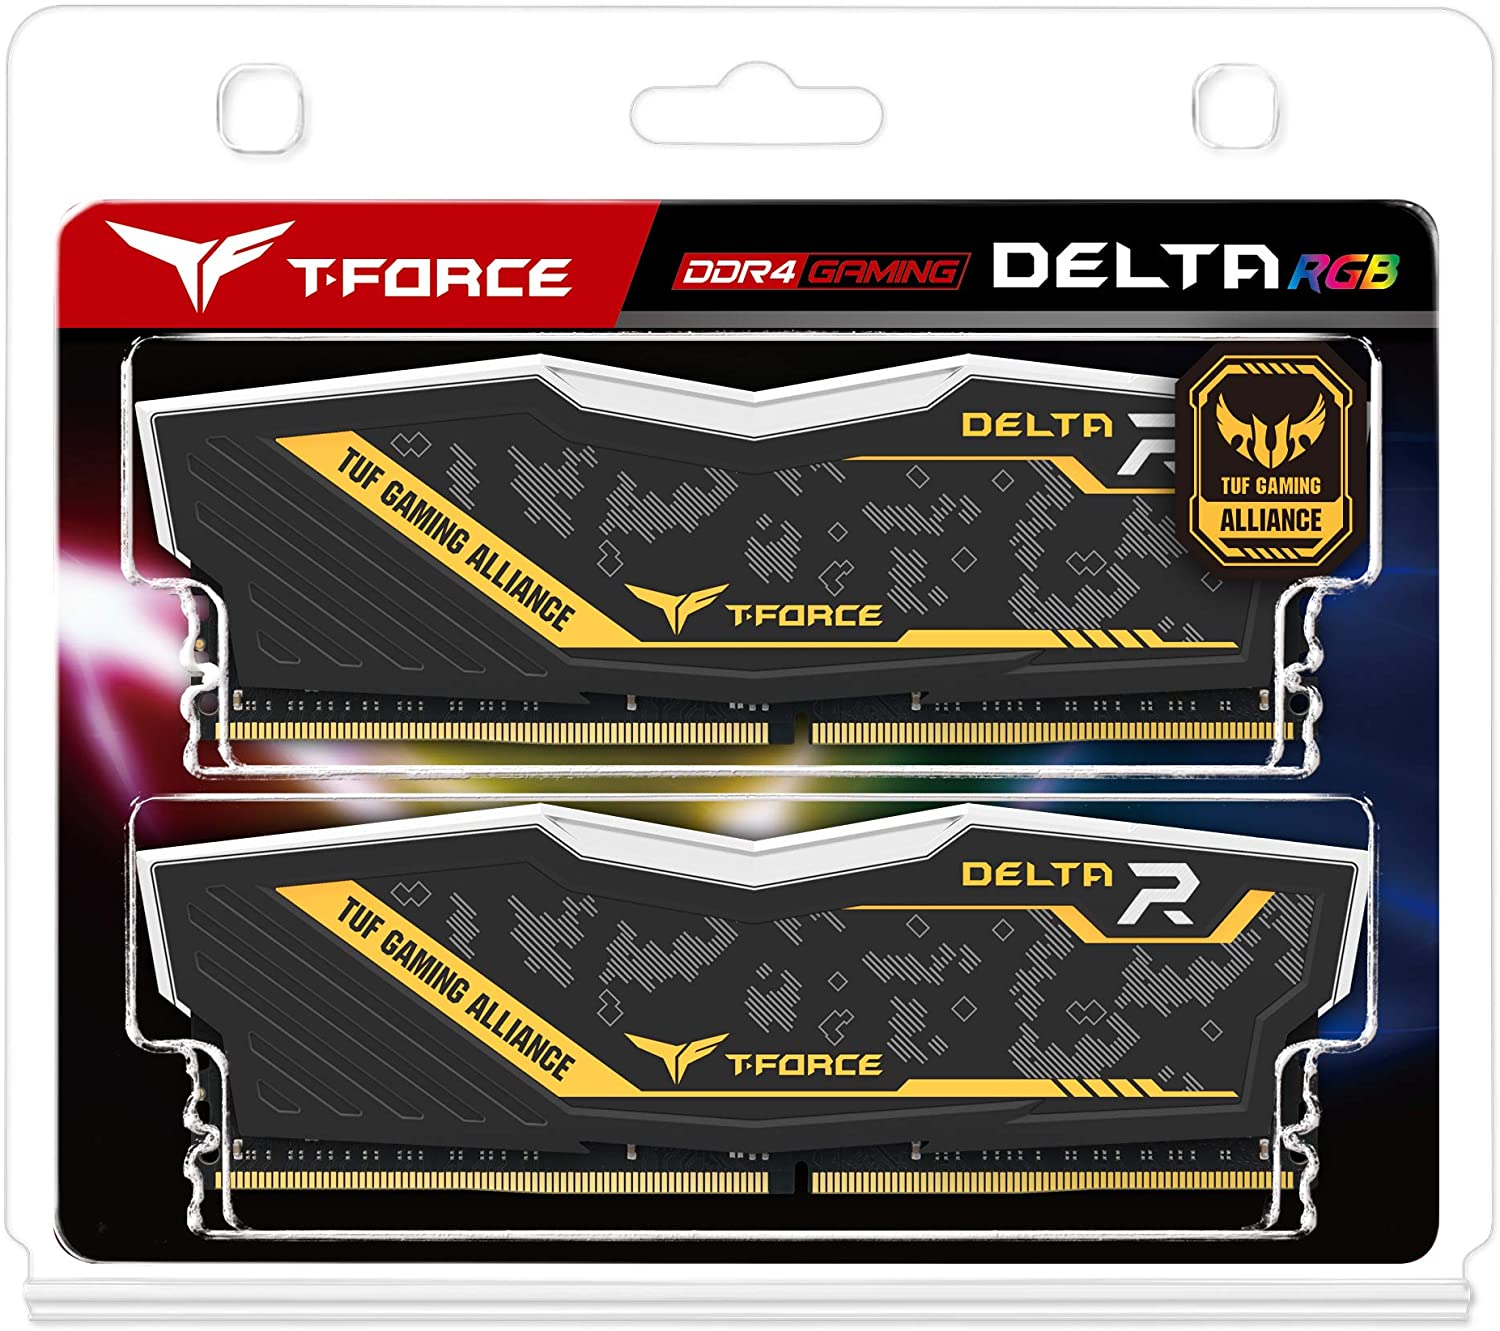 T-FORCE
DDR4 GAMING
DELTA RGB
DELTA R
TUF GAMING
ALLIANCE
TUF GAMING ALLIANCE
T-FORCE
DELTA R
TUF GAMING ALLIANCE
T-FORCE